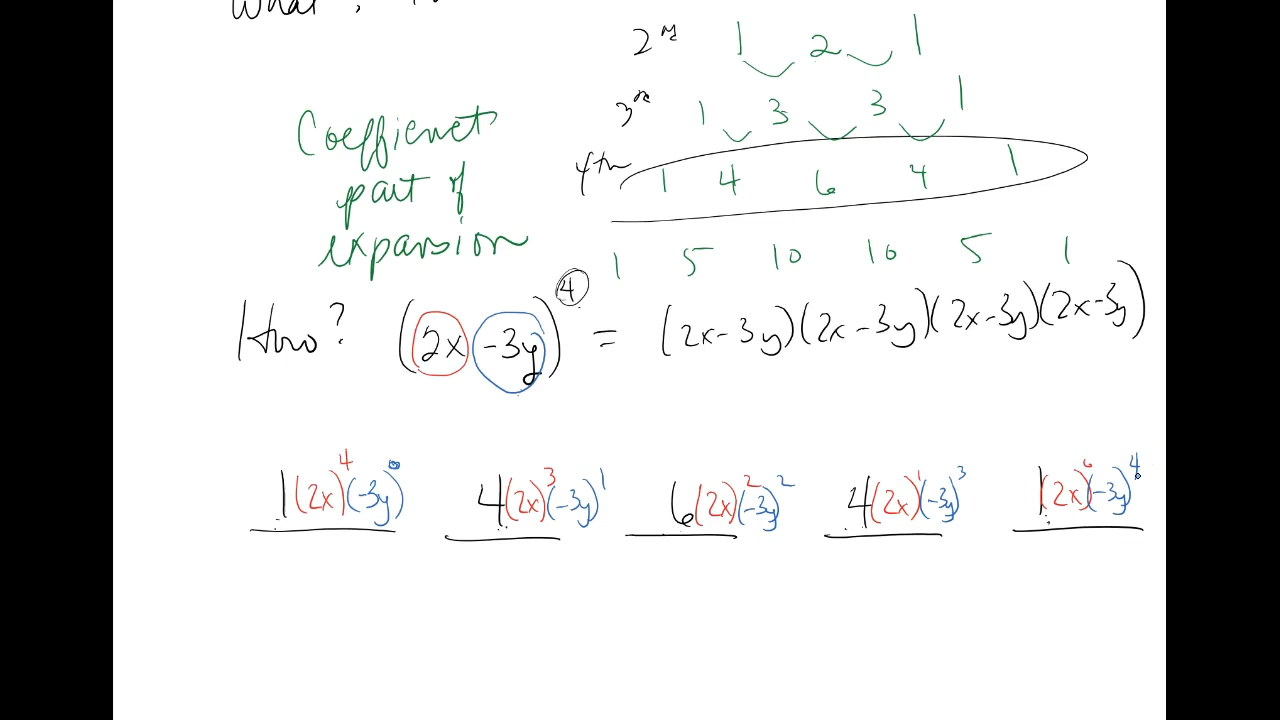 What?
2nd 1 2 1
3rd 1 3 3 1
Coefficenets
part of
expansion
4th 1 4 6 4 1
1 5 10 10 5 1
How? (2x -3y)^4 = (2x-3y)(2x-3y)(2x-3y)(2x-3y)
1(2x)^4(-3y)^0 4(2x)^3(-3y)^1 6(2x)^2(-3y)^2 4(2x)^1(-3y)^3 1(2x)^0(-3y)^4